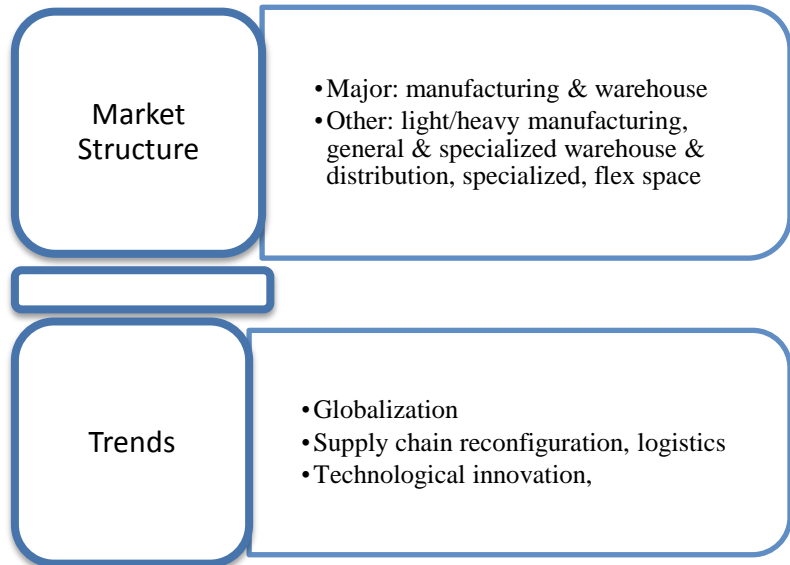 Market
Structure
•Major: manufacturing & warehouse
•Other: light/heavy manufacturing,
general & specialized warehouse &
distribution, specialized, flex space
Trends
•Globalization
•Supply chain reconfiguration, logistics
•Technological innovation,